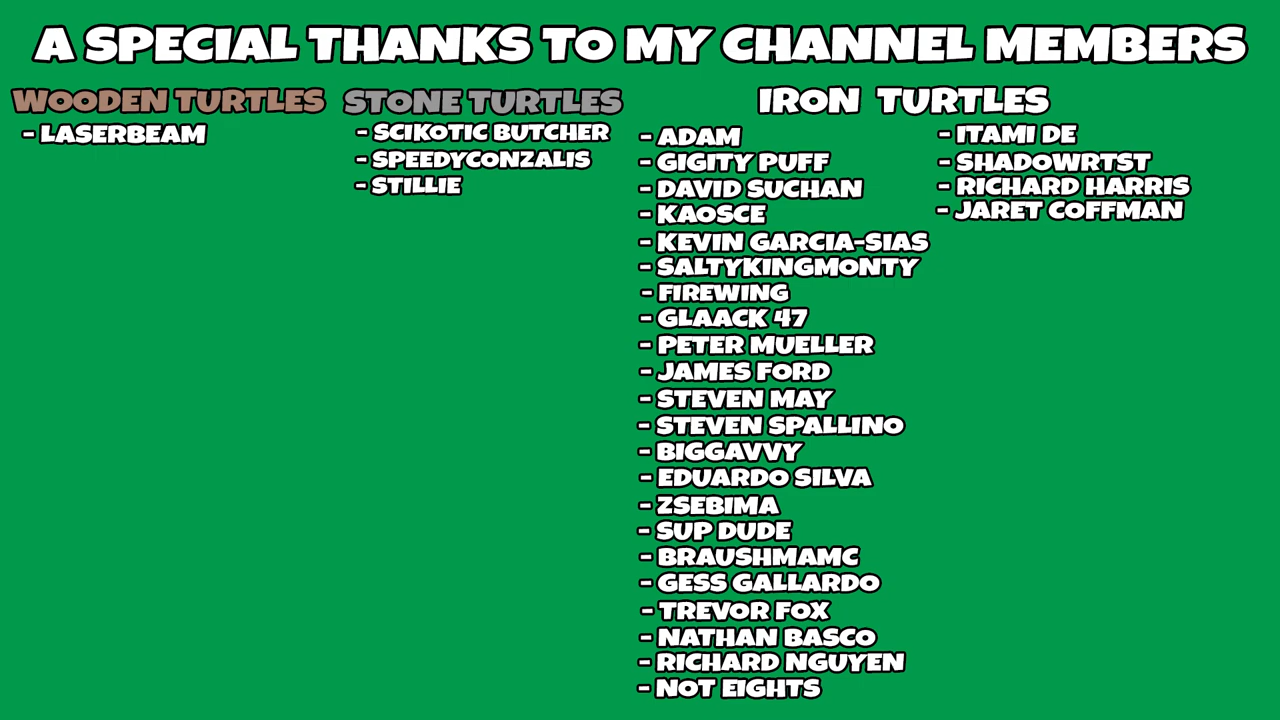 A SPECIAL THANKS TO MY CHANNEL MEMBERS
WOODEN TURTLES
- LASERBEAM
STONE TURTLES
- SCIKOTIC BUTCHER
- SPEEDYCONZALIS
- STILLIE
IRON TURTLES
- ADAM
- GIGITY PUFF
- DAVID SUCHAN
- KAOSCE
- KEVIN GARCIA-SIAS
- SALTYKINGMONTY
- FIREWING
- GLAACK 47
- PETER MUELLER
- JAMES FORD
- STEVEN MAY
- STEVEN SPALLINO
- BIGGAVVY
- EDUARDO SILVA
- ZSEBIMA
- SUP DUDE
- BRAUSHMAMC
- GESS GALLARDO
- TREVOR FOX
- NATHAN BASCO
- RICHARD NGUYEN
- NOT EIGHTS
- ITAMI DE
- SHADOWRTST
- RICHARD HARRIS
- JARET COFFMAN